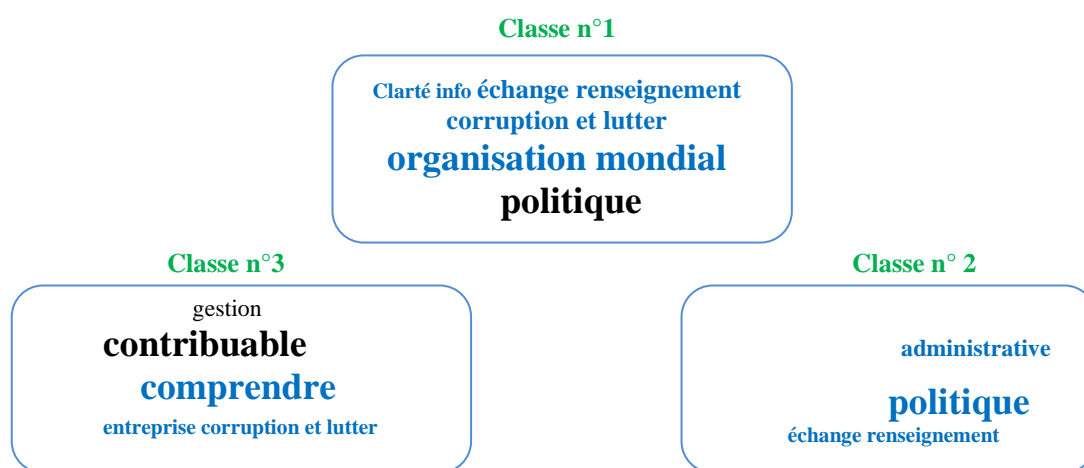 Classe n°1
Clarté info échange renseignement
corruption et lutter
organisation mondial
politique
Classe n°3
gestion
contribuable
comprendre
entreprise corruption et lutter
Classe n° 2
administrative
politique
échange renseignement